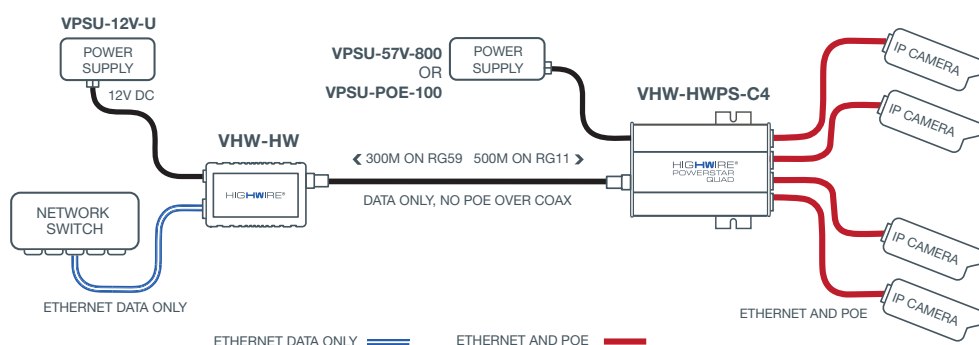 VPSU-12V-U
POWER
SUPPLY
12V DC
VPSU-57V-800
OR
VPSU-POE-100
POWER
SUPPLY
VHW-HWPS-C4
IP CAMERA
IP CAMERA
VHW-HW
300M ON RG59 500M ON RG11
HIGHWIRE®
HIGHWIRE®
POWERSTAR
QUAD
DATA ONLY, NO POE OVER COAX
NETWORK
SWITCH
IP CAMERA
IP CAMERA
ETHERNET DATA ONLY
ETHERNET AND POE
ETHERNET DATA ONLY
ETHERNET AND POE